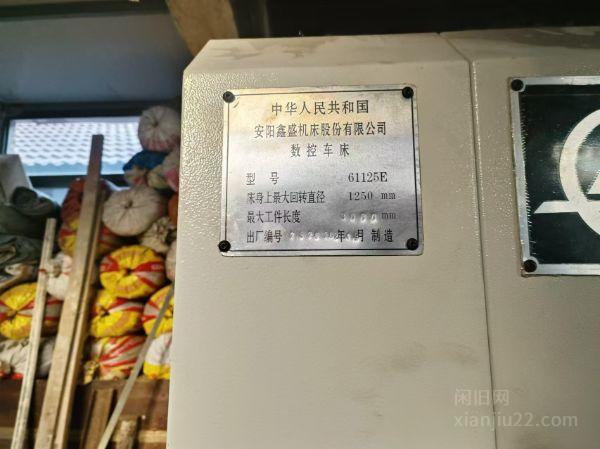 中华人民共和国
安阳鑫盛机床股份有限公司
数控车床
型号 61125E
床身上最大回转直径 1250 mm
最大工件长度 mm
出厂编号 年 月 制造
闲旧网
xianjiu22.com